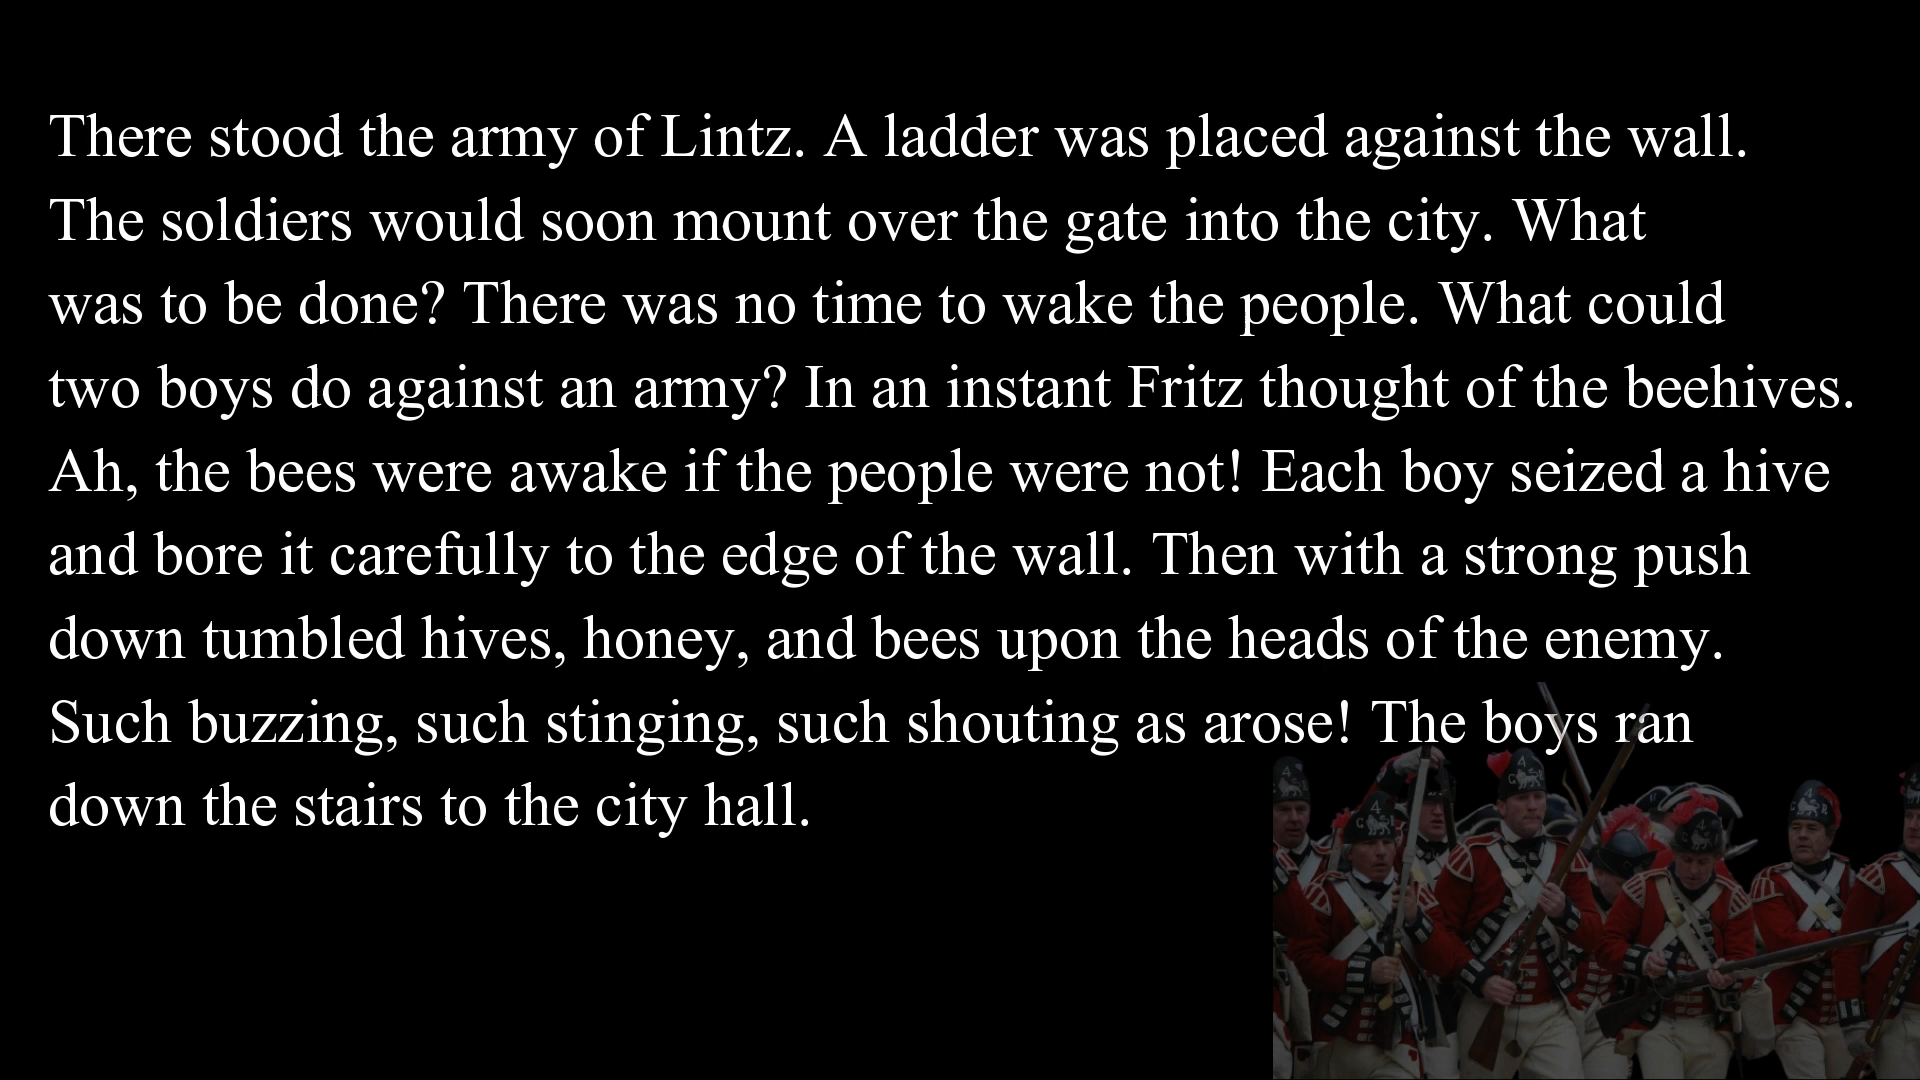 There stood the army of Lintz. A ladder was placed against the wall.
The soldiers would soon mount over the gate into the city. What
was to be done? There was no time to wake the people. What could
two boys do against an army? In an instant Fritz thought of the beehives.
Ah, the bees were awake if the people were not! Each boy seized a hive
and bore it carefully to the edge of the wall. Then with a strong push
down tumbled hives, honey, and bees upon the heads of the enemy.
Such buzzing, such stinging, such shouting as arose! The boys ran
down the stairs to the city hall.